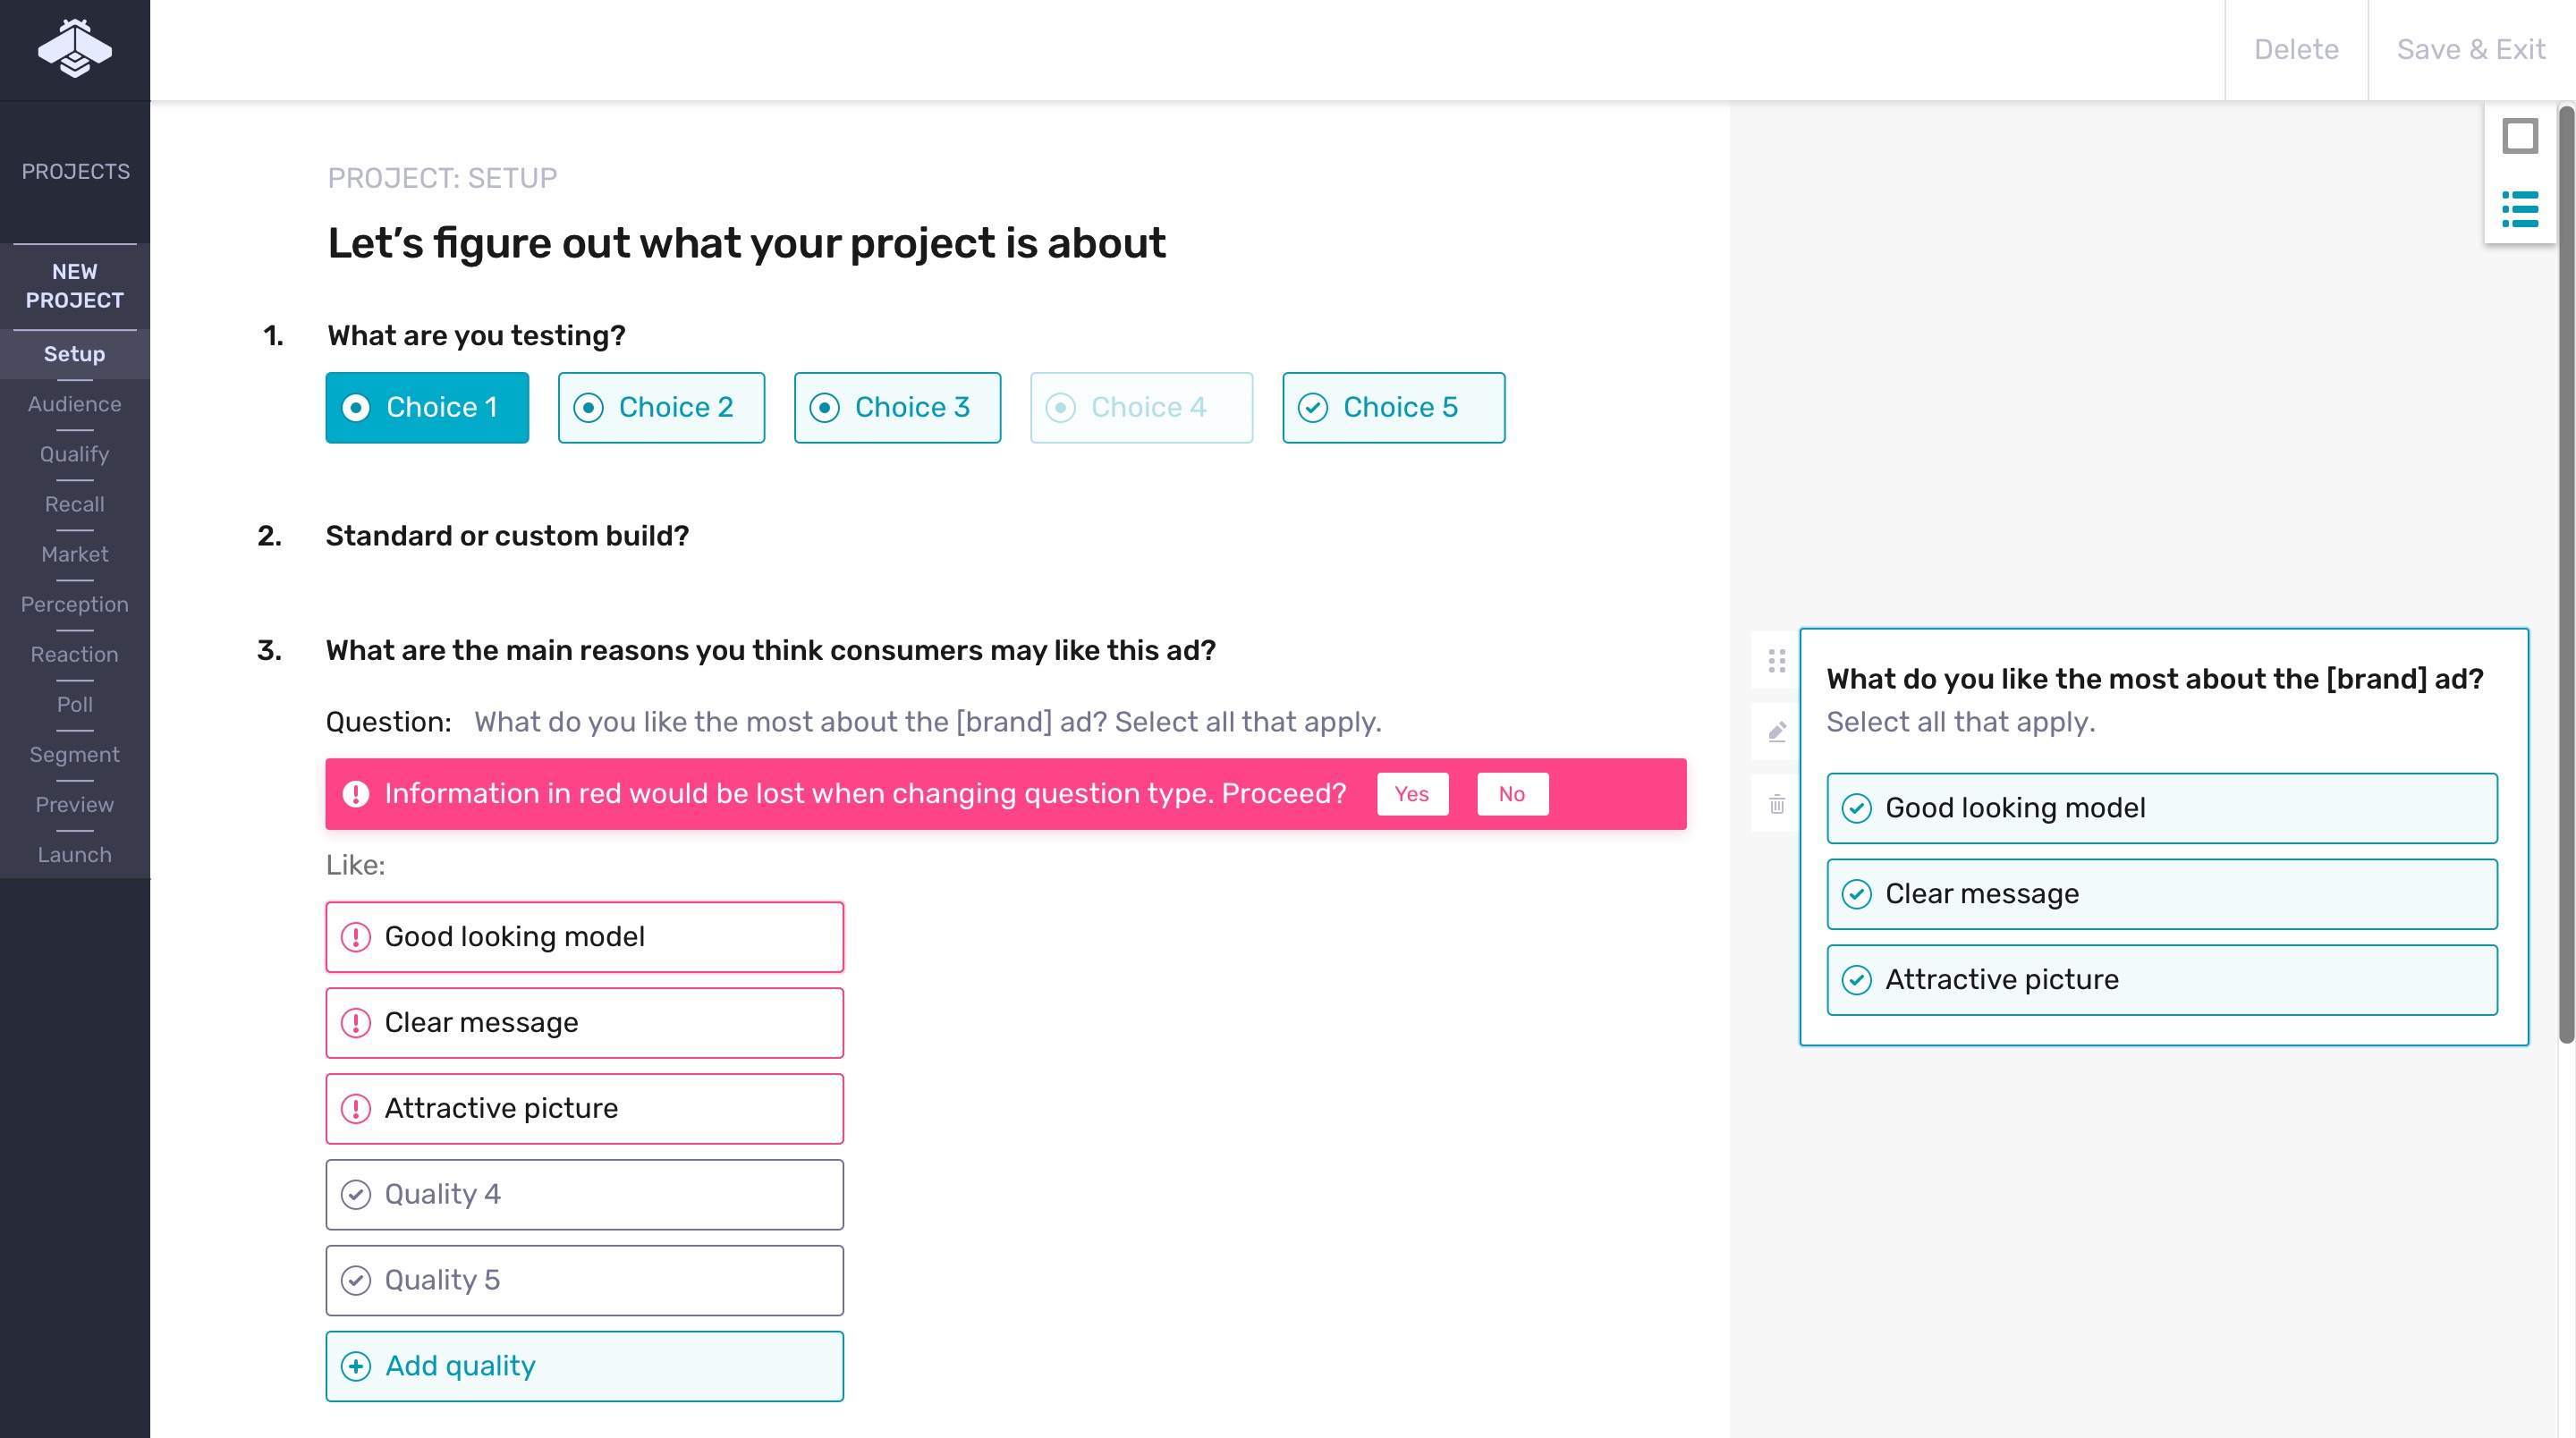 Delete
Save & Exit
PROJECTS
NEW
PROJECT
Setup
Audience
Qualify
Recall
Market
Perception
Reaction
Poll
Segment
Preview
Launch
PROJECT: SETUP
Let’s figure out what your project is about
1. What are you testing?
Choice 1
Choice 2
Choice 3
Choice 4
Choice 5
2. Standard or custom build?
3. What are the main reasons you think consumers may like this ad?
Question: What do you like the most about the [brand] ad? Select all that apply.
Information in red would be lost when changing question type. Proceed? Yes No
Like:
Good looking model
Clear message
Attractive picture
Quality 4
Quality 5
Add quality
What do you like the most about the [brand] ad?
Select all that apply.
Good looking model
Clear message
Attractive picture